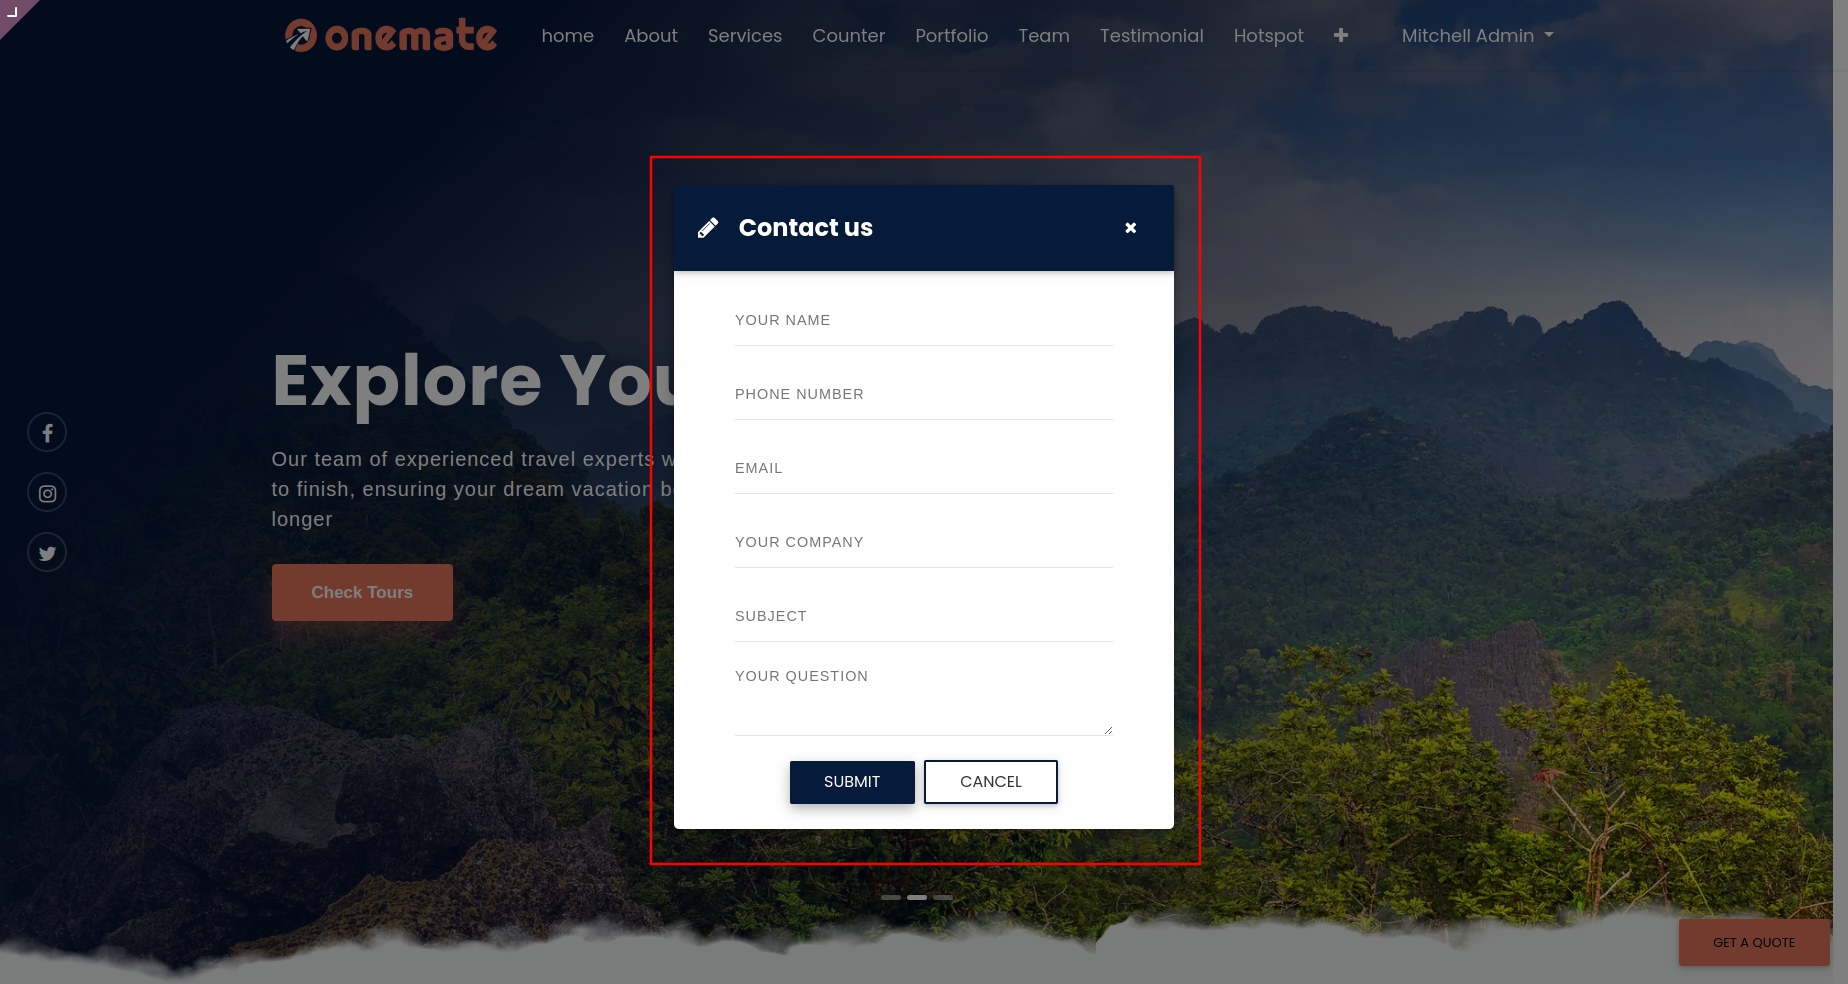 onemate home About Services Counter Portfolio Team Testimonial Hotspot Mitchell Admin
Contact us
YOUR NAME
PHONE NUMBER
EMAIL
YOUR COMPANY
SUBJECT
YOUR QUESTION
SUBMIT CANCEL
Explore You
Our team of experienced travel experts w
to finish, ensuring your dream vacation be
longer
Check Tours
GET A QUOTE